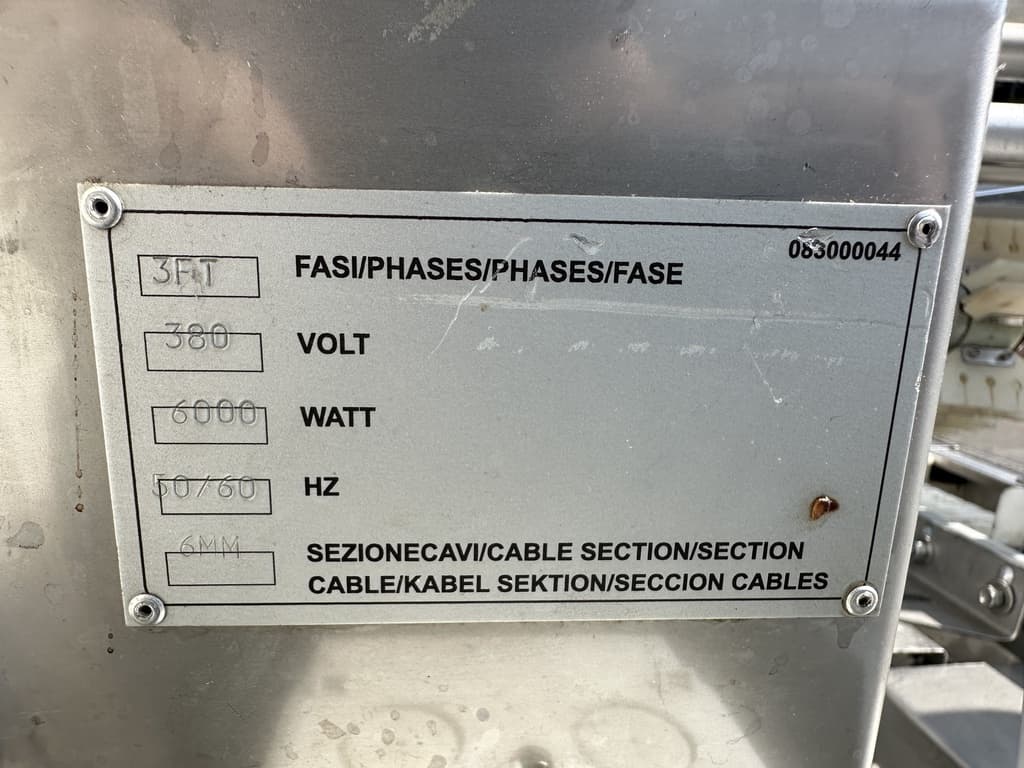 083000044
3FT FASI/PHASES/PHASES/FASE
380 VOLT
6000 WATT
50/60 HZ
6MM SEZIONECAVI/CABLE SECTION/SECTION
CABLE/KABEL SEKTION/SECCION CABLES